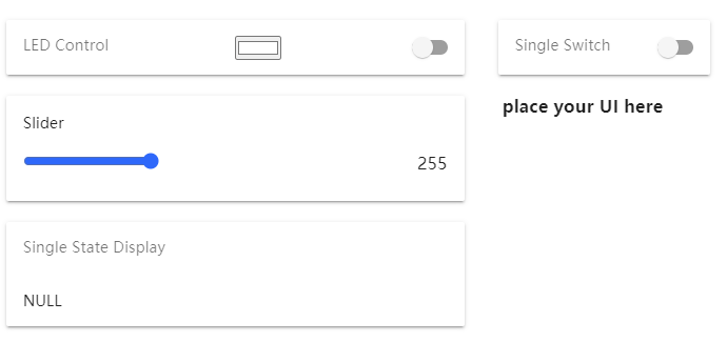 LED Control
Single Switch
place your UI here
Slider
255
Single State Display
NULL